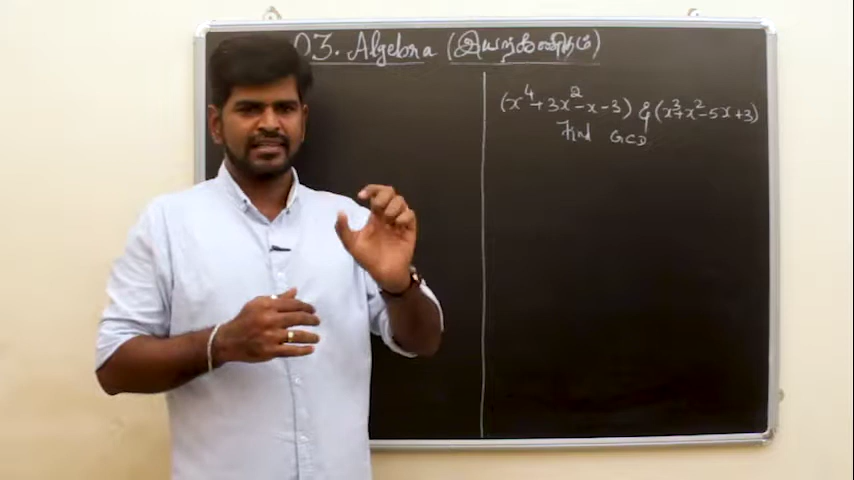 03. Algebra (இயற்கணிதம்)
(x⁴+3x²-x-3) & (x³+x²-5x+3)
Find GCD